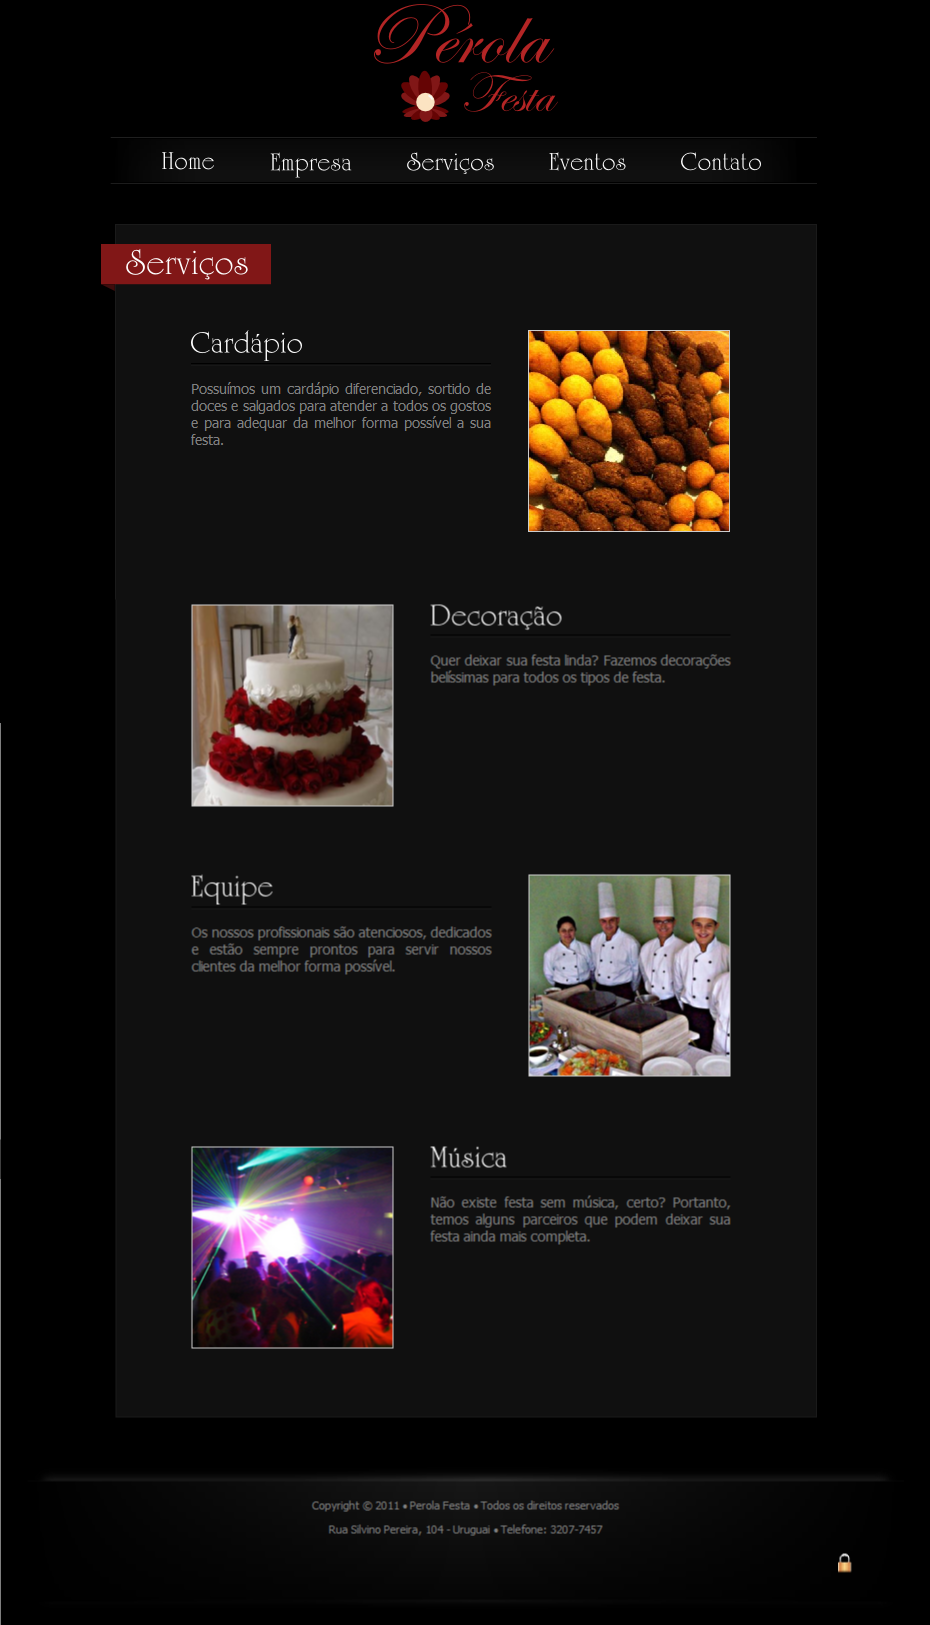 Pérola
Festa
Home Empresa Serviços Eventos Contato
Serviços
Cardápio
Possuímos um cardápio diferenciado, sortido de
doces e salgados para atender a todos os gostos
e para adequar da melhor forma possível a sua
festa.
Decoração
Quer deixar sua festa linda? Fazemos decorações
belíssimas para todos os tipos de festa.
Equipe
Os nossos profissionais são atenciosos, dedicados
e estão sempre prontos para servir nossos
clientes da melhor forma possível.
Música
Não existe festa sem música, certo? Portanto,
temos alguns parceiros que podem deixar sua
festa ainda mais completa.
Copyright © 2011 • Perola Festa • Todos os direitos reservados
Rua Silvino Pereira, 104 - Uruguai • Telefone: 3207-7457